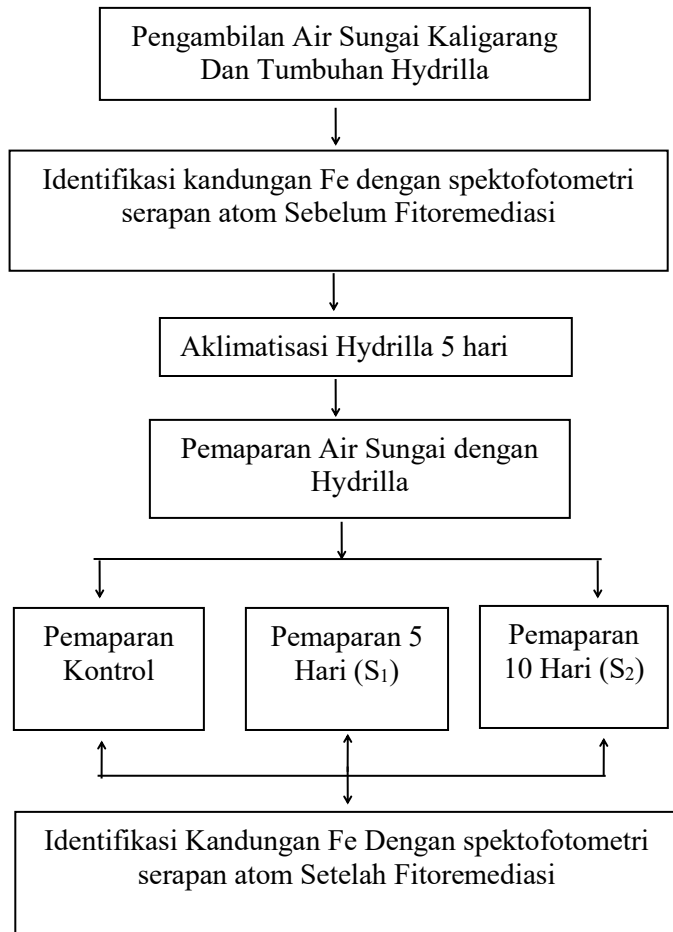 Pengambilan Air Sungai Kaligarang
Dan Tumbuhan Hydrilla
Identifikasi kandungan Fe dengan spektofotometri
serapan atom Sebelum Fitoremediasi
Aklimatisasi Hydrilla 5 hari
Pemaparan Air Sungai dengan
Hydrilla
Pemaparan
Kontrol
Pemaparan 5
Hari (S₁)
Pemaparan
10 Hari (S₂)
Identifikasi Kandungan Fe Dengan spektofotometri
serapan atom Setelah Fitoremediasi